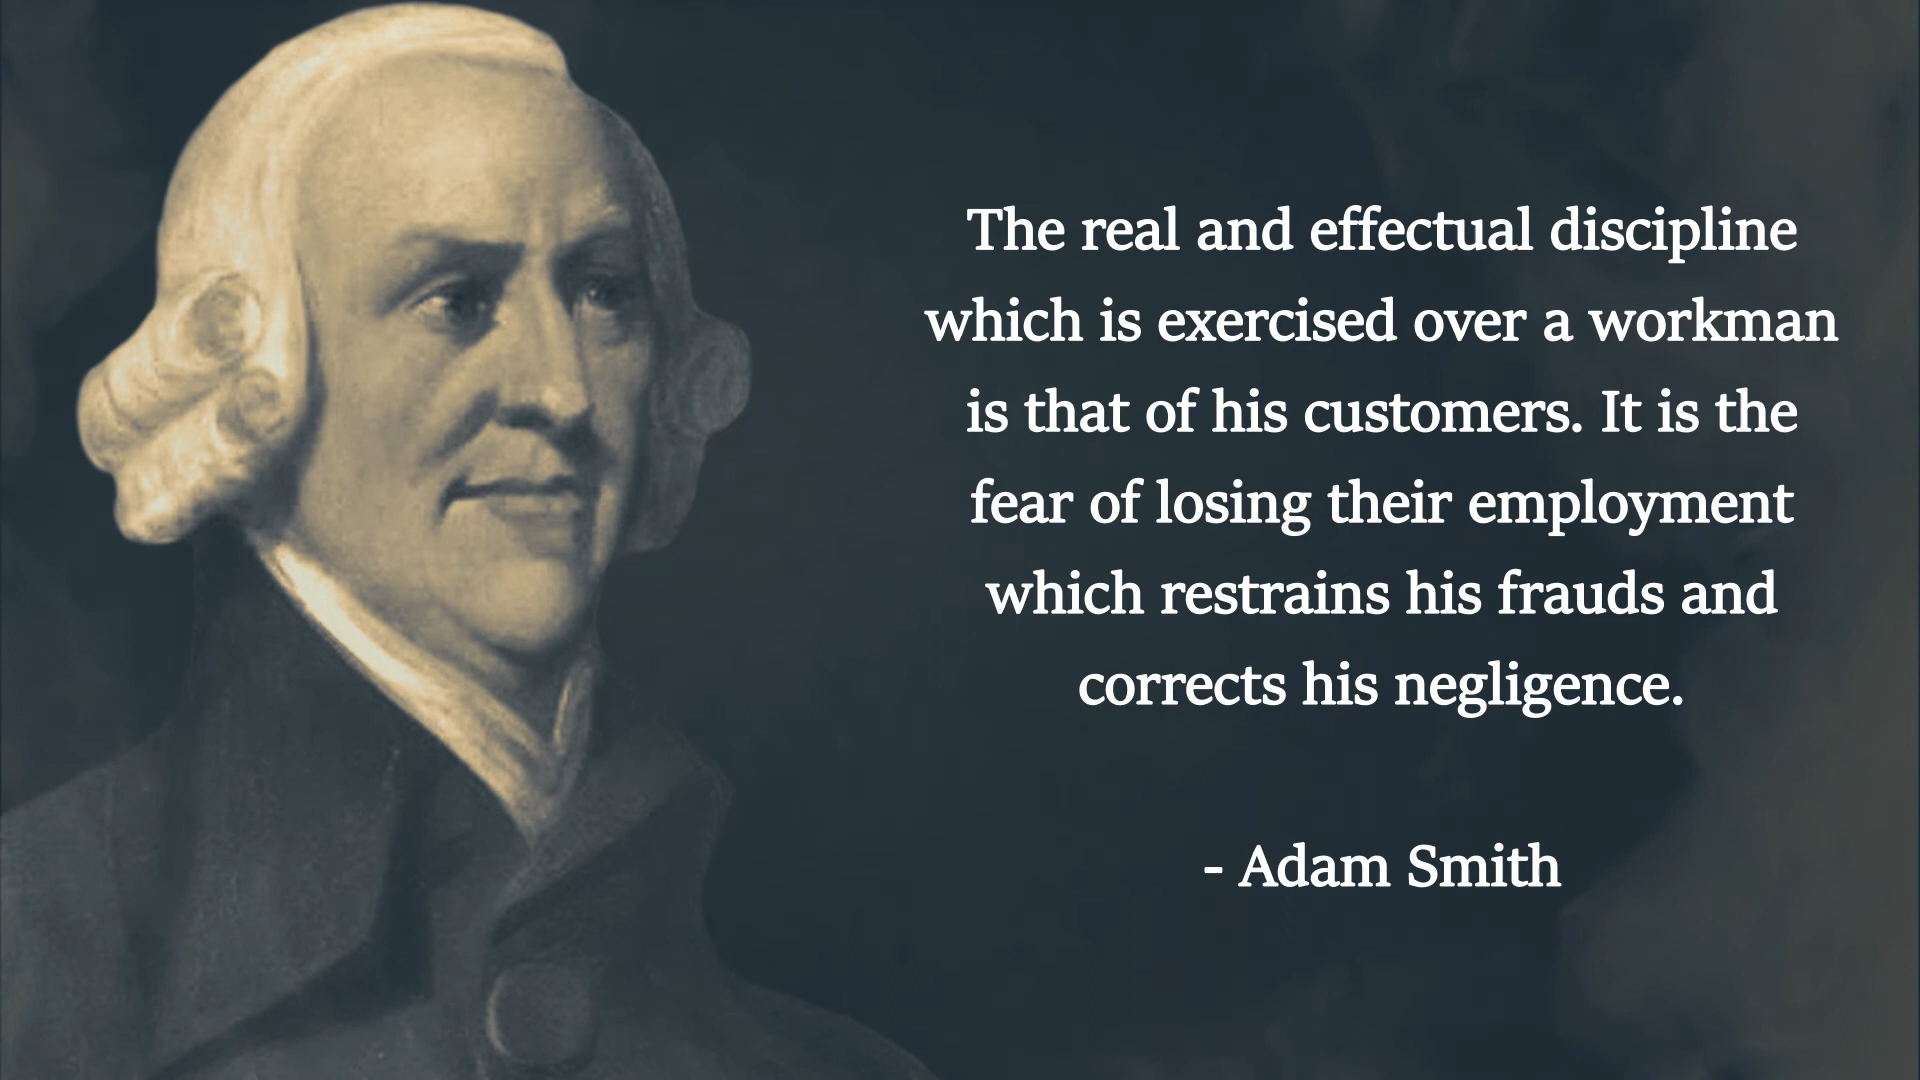 The real and effectual discipline
which is exercised over a workman
is that of his customers. It is the
fear of losing their employment
which restrains his frauds and
corrects his negligence.
- Adam Smith